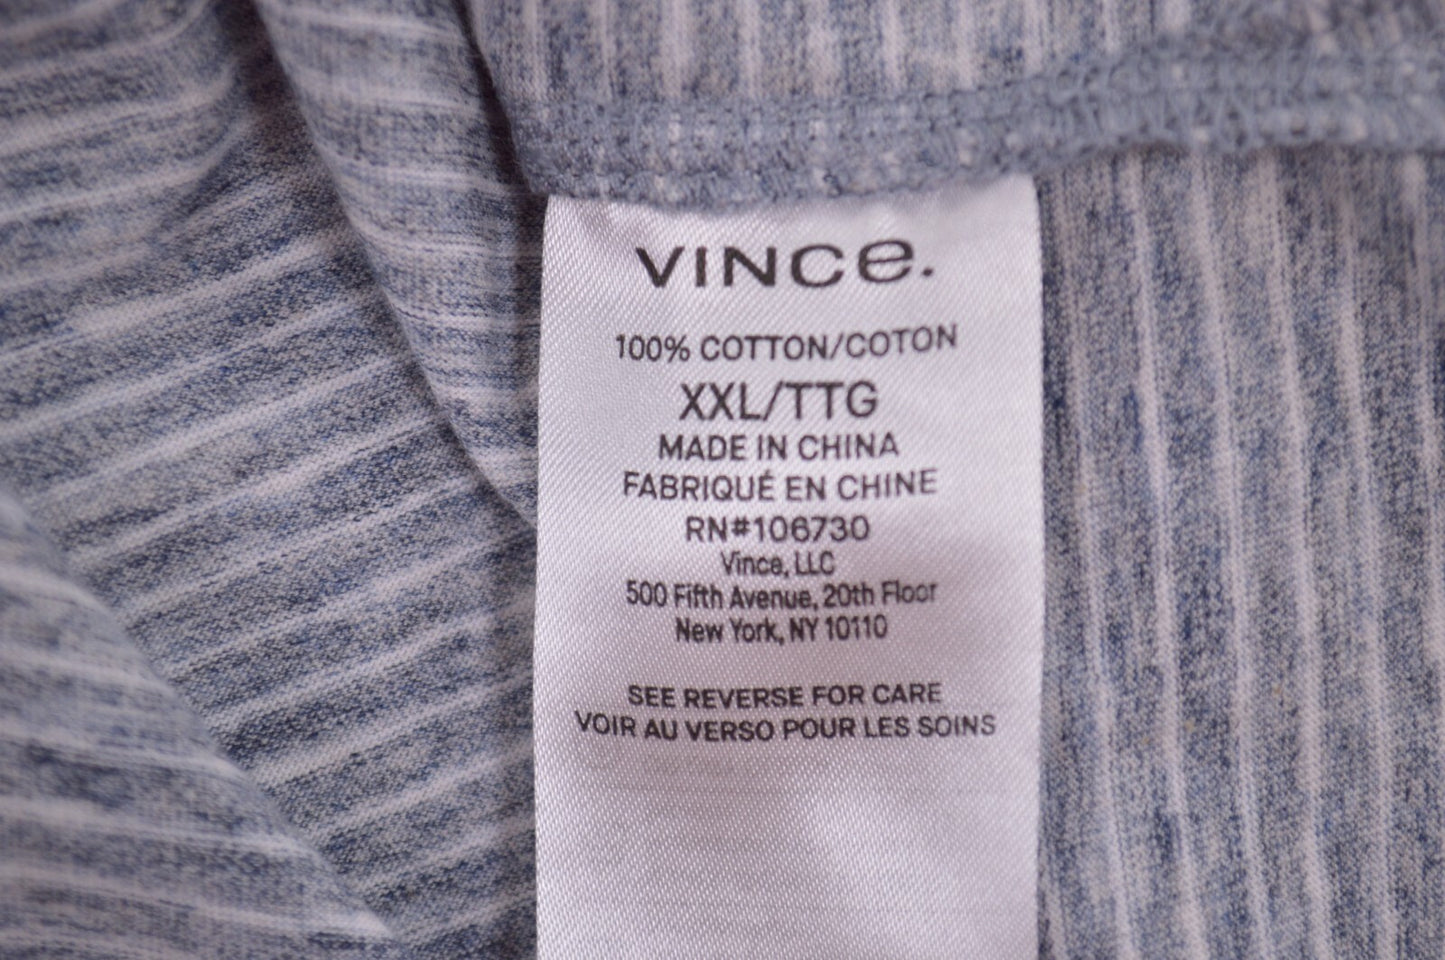 VINCe.
100% COTTON/COTON
XXL/TTG
MADE IN CHINA
FABRIQUÉ EN CHINE
RN#106730
Vince, LLC
500 Fifth Avenue, 20th Floor
New York, NY 10110
SEE REVERSE FOR CARE
VOIR AU VERSO POUR LES SOINS